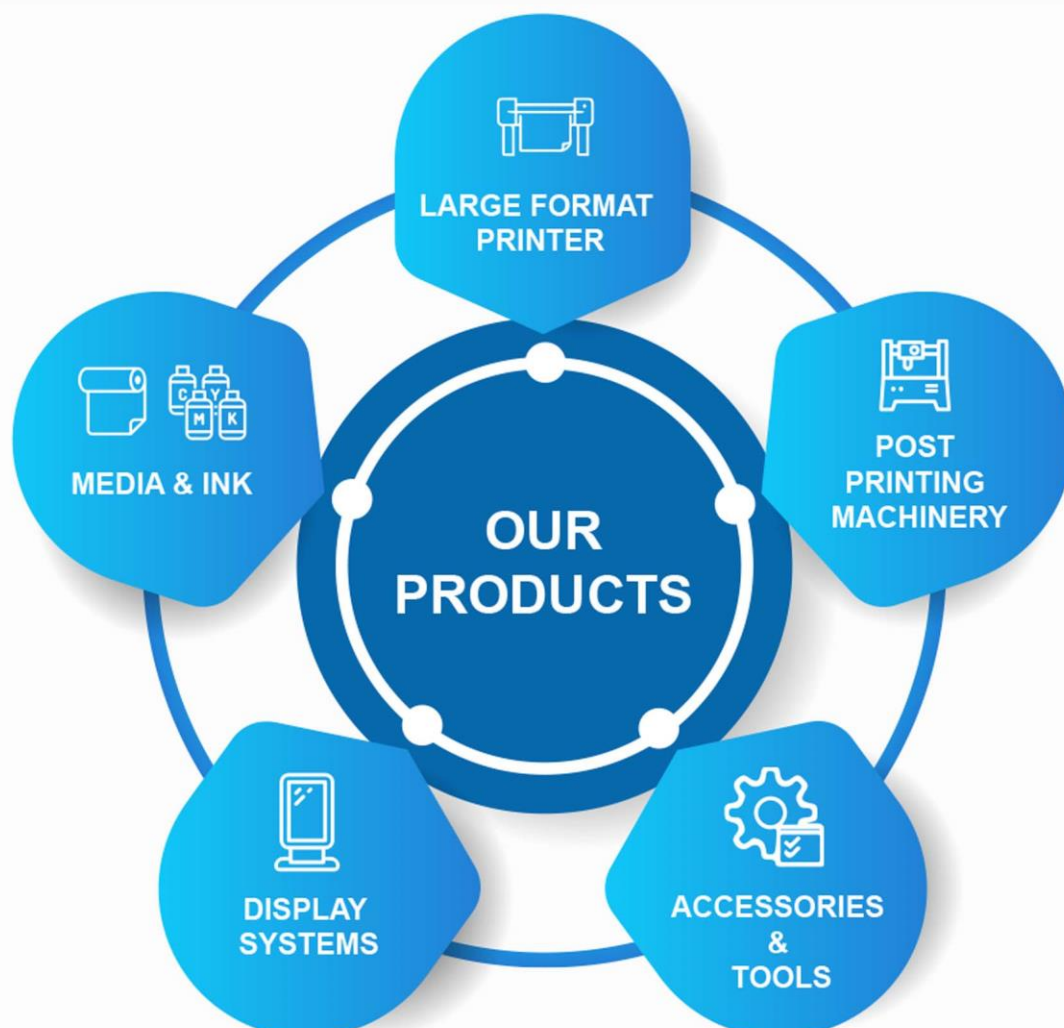 LARGE FORMAT
PRINTER
POST
PRINTING
MACHINERY
ACCESSORIES
&
TOOLS
DISPLAY
SYSTEMS
C Y
M K
MEDIA & INK
OUR
PRODUCTS